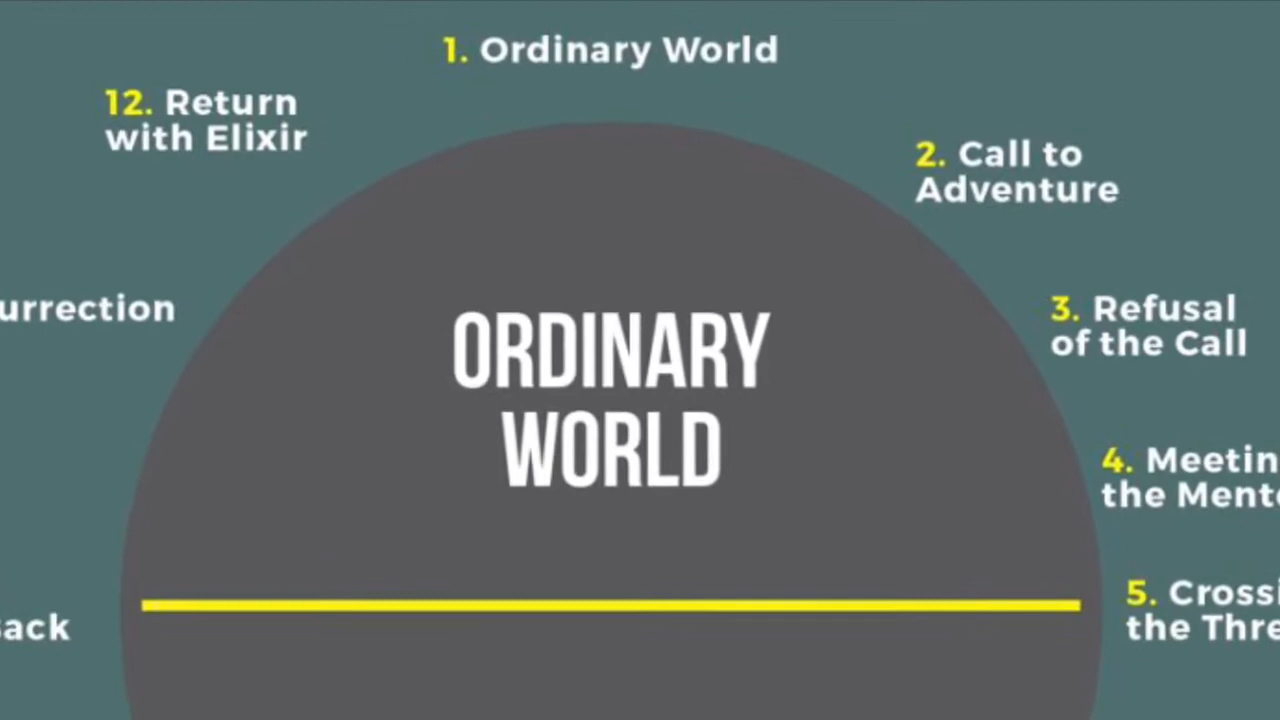 1. Ordinary World
12. Return
with Elixir
2. Call to
Adventure
urrection
3. Refusal
of the Call
ORDINARY
WORLD
4. Meetin
the Ment
5. Cross
the Thre
ack